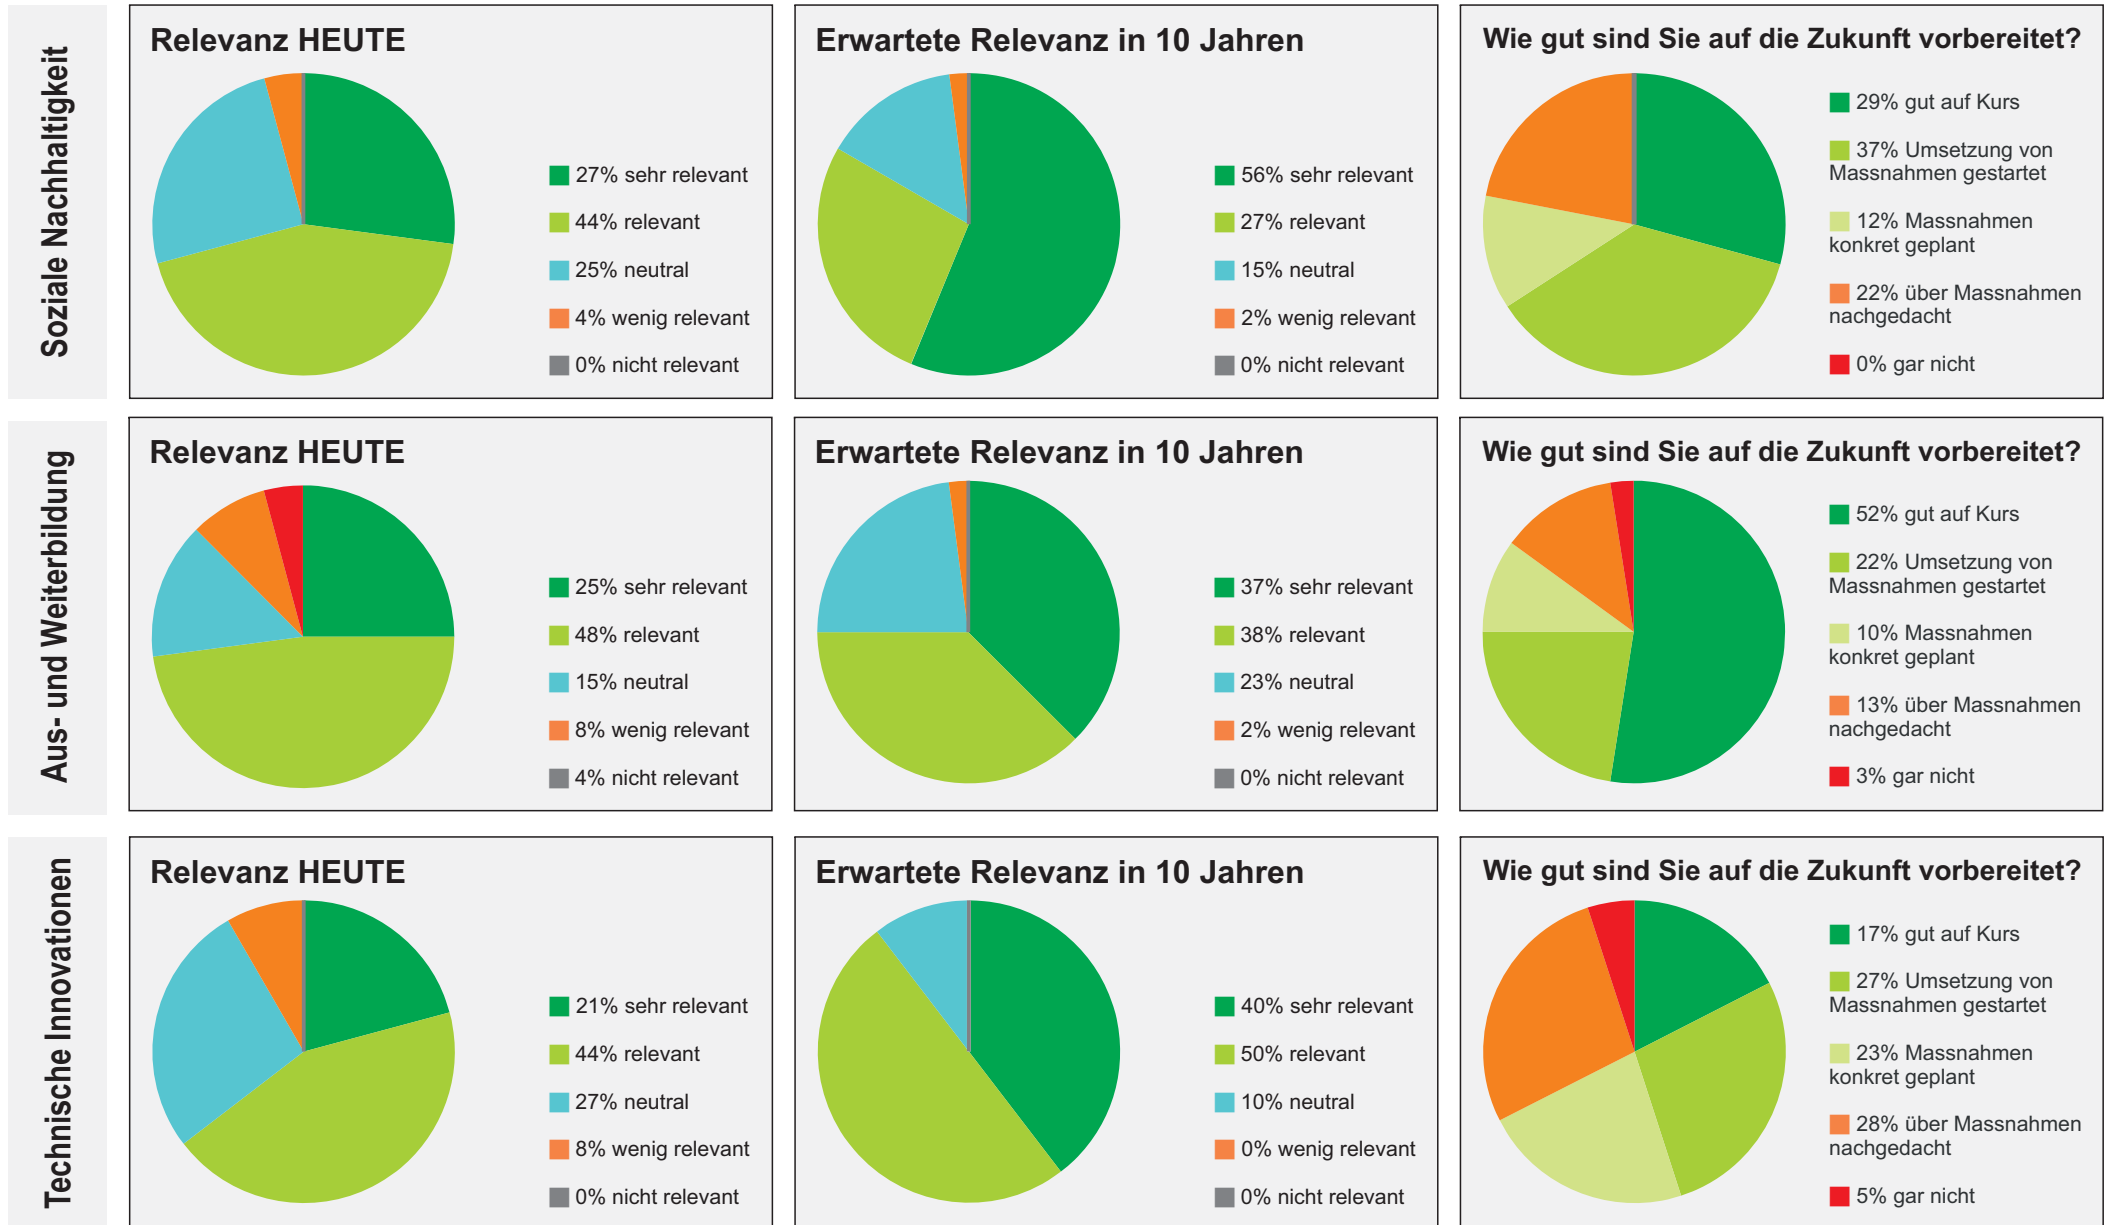 Soziale Nachhaltigkeit
Relevanz HEUTE
27% sehr relevant
44% relevant
25% neutral
4% wenig relevant
0% nicht relevant
Erwartete Relevanz in 10 Jahren
56% sehr relevant
27% relevant
15% neutral
2% wenig relevant
0% nicht relevant
Wie gut sind Sie auf die Zukunft vorbereitet?
29% gut auf Kurs
37% Umsetzung von
Massnahmen gestartet
12% Massnahmen
konkret geplant
22% über Massnahmen
nachgedacht
0% gar nicht
Aus- und Weiterbildung
Relevanz HEUTE
25% sehr relevant
48% relevant
15% neutral
8% wenig relevant
4% nicht relevant
Erwartete Relevanz in 10 Jahren
37% sehr relevant
38% relevant
23% neutral
2% wenig relevant
0% nicht relevant
Wie gut sind Sie auf die Zukunft vorbereitet?
52% gut auf Kurs
22% Umsetzung von
Massnahmen gestartet
10% Massnahmen
konkret geplant
13% über Massnahmen
nachgedacht
3% gar nicht
Technische Innovationen
Relevanz HEUTE
21% sehr relevant
44% relevant
27% neutral
8% wenig relevant
0% nicht relevant
Erwartete Relevanz in 10 Jahren
40% sehr relevant
50% relevant
10% neutral
0% wenig relevant
0% nicht relevant
Wie gut sind Sie auf die Zukunft vorbereitet?
17% gut auf Kurs
27% Umsetzung von
Massnahmen gestartet
23% Massnahmen
konkret geplant
28% über Massnahmen
nachgedacht
5% gar nicht